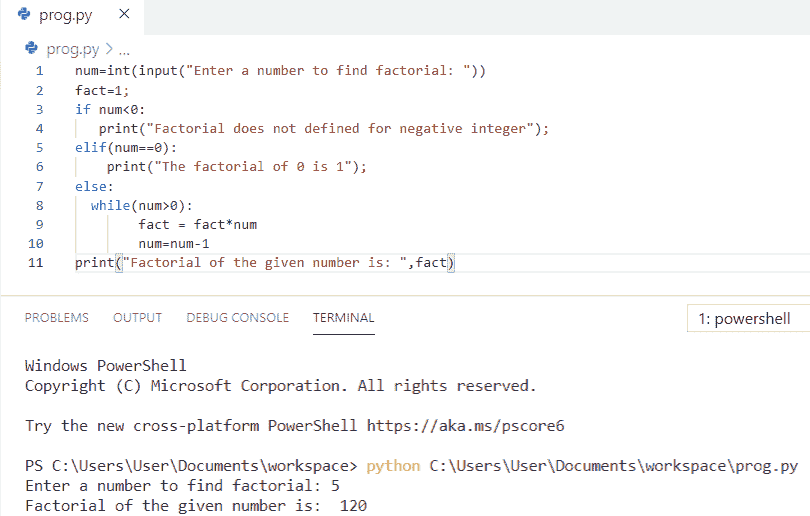 prog.py ×
prog.py > ...
1 num=int(input("Enter a number to find factorial: "))
2 fact=1;
3 if num<0:
4    print("Factorial does not defined for negative integer");
5 elif(num==0):
6     print("The factorial of 0 is 1");
7 else:
8   while(num>0):
9         fact = fact*num
10         num=num-1
11 print("Factorial of the given number is: ",fact)
PROBLEMS OUTPUT DEBUG CONSOLE TERMINAL 1: powershell
Windows PowerShell
Copyright (C) Microsoft Corporation. All rights reserved.
Try the new cross-platform PowerShell https://aka.ms/pscore6
PS C:\Users\User\Documents\workspace> python C:\Users\User\Documents\workspace\prog.py
Enter a number to find factorial: 5
Factorial of the given number is:  120